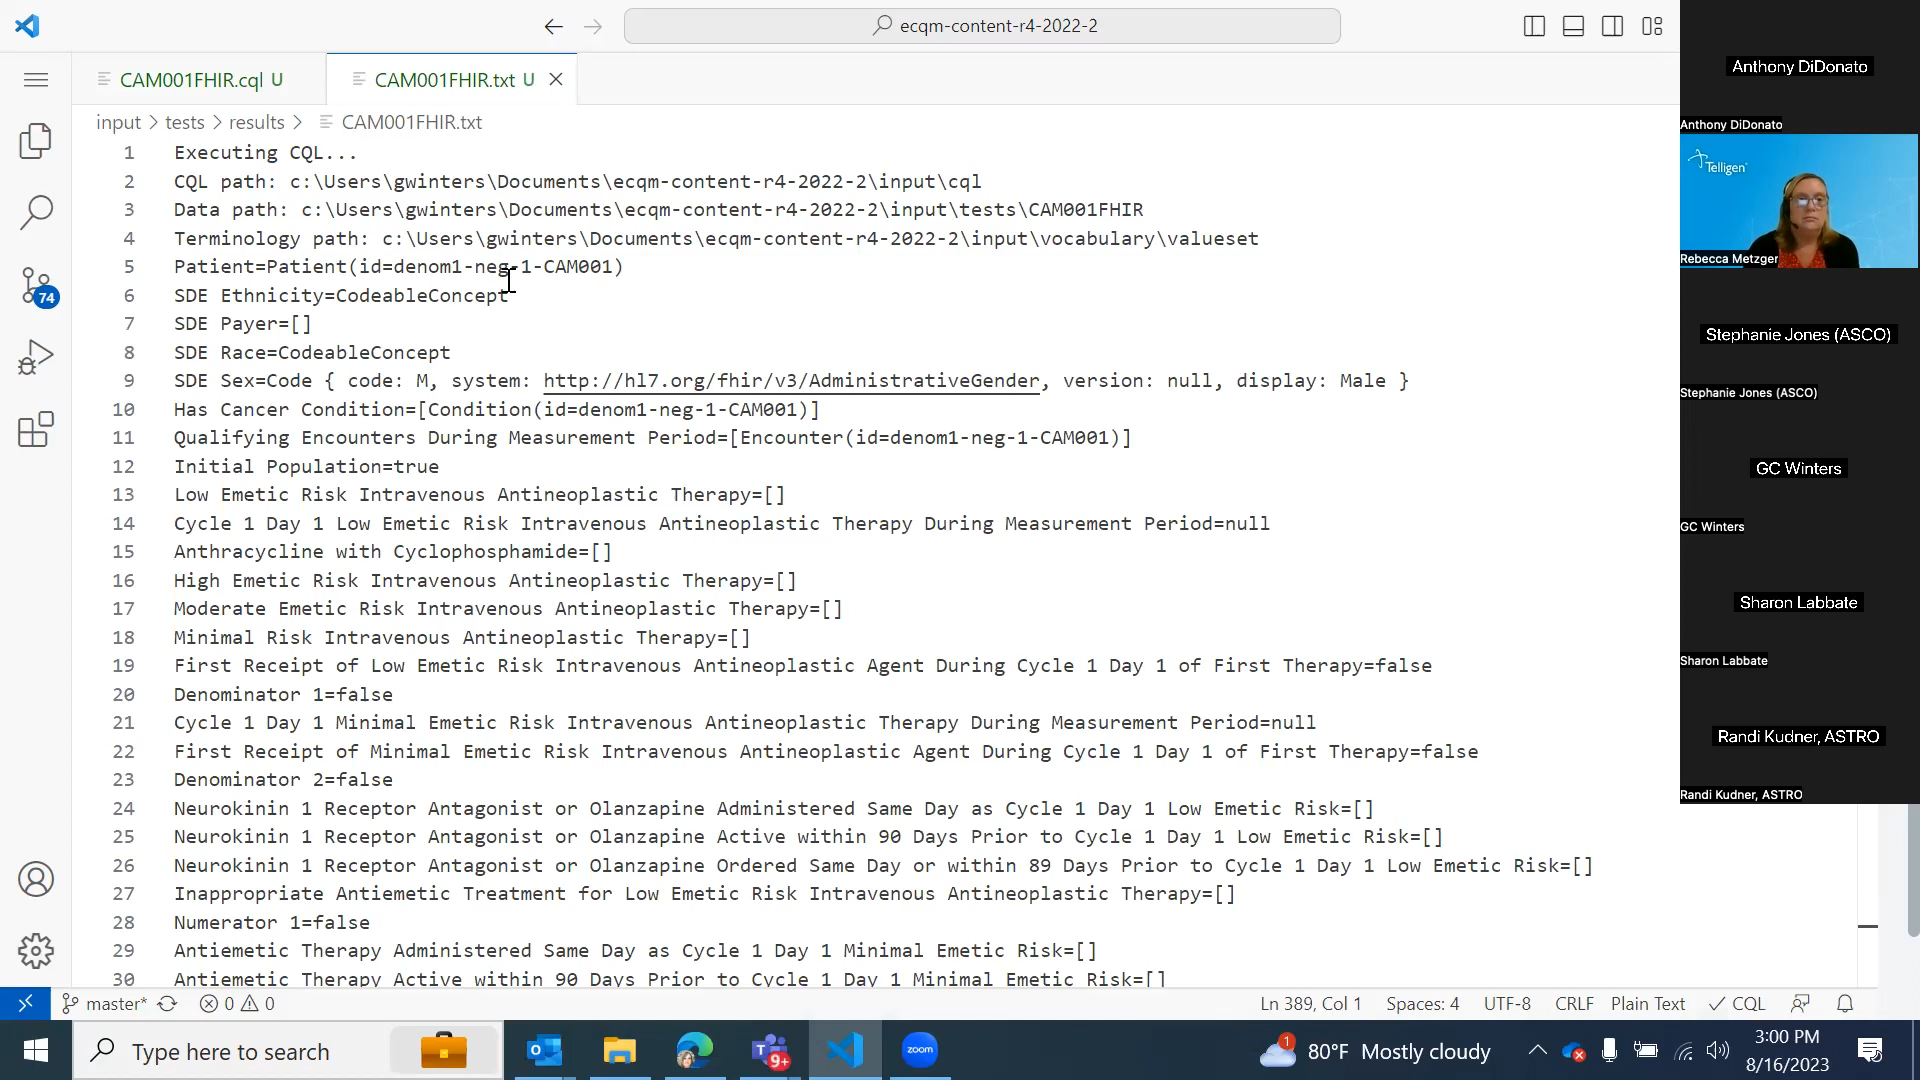 ecqm-content-r4-2022-2
CAM001FHIR.cql U
CAM001FHIR.txt U
input > tests > results > CAM001FHIR.txt
1 Executing CQL...
2 CQL path: c:\Users\gwinters\Documents\ecqm-content-r4-2022-2\input\cql
3 Data path: c:\Users\gwinters\Documents\ecqm-content-r4-2022-2\input\tests\CAM001FHIR
4 Terminology path: c:\Users\gwinters\Documents\ecqm-content-r4-2022-2\input\vocabulary\valueset
5 Patient=Patient(id=denom1-neg-1-CAM001)
6 SDE Ethnicity=CodeableConcept
7 SDE Payer=[]
8 SDE Race=CodeableConcept
9 SDE Sex=Code { code: M, system: http://hl7.org/fhir/v3/AdministrativeGender, version: null, display: Male }
10 Has Cancer Condition=[Condition(id=denom1-neg-1-CAM001)]
11 Qualifying Encounters During Measurement Period=[Encounter(id=denom1-neg-1-CAM001)]
12 Initial Population=true
13 Low Emetic Risk Intravenous Antineoplastic Therapy=[]
14 Cycle 1 Day 1 Low Emetic Risk Intravenous Antineoplastic Therapy During Measurement Period=null
15 Anthracycline with Cyclophosphamide=[]
16 High Emetic Risk Intravenous Antineoplastic Therapy=[]
17 Moderate Emetic Risk Intravenous Antineoplastic Therapy=[]
18 Minimal Risk Intravenous Antineoplastic Therapy=[]
19 First Receipt of Low Emetic Risk Intravenous Antineoplastic Agent During Cycle 1 Day 1 of First Therapy=false
20 Denominator 1=false
21 Cycle 1 Day 1 Minimal Emetic Risk Intravenous Antineoplastic Therapy During Measurement Period=null
22 First Receipt of Minimal Emetic Risk Intravenous Antineoplastic Agent During Cycle 1 Day 1 of First Therapy=false
23 Denominator 2=false
24 Neurokinin 1 Receptor Antagonist or Olanzapine Administered Same Day as Cycle 1 Day 1 Low Emetic Risk=[]
25 Neurokinin 1 Receptor Antagonist or Olanzapine Active within 90 Days Prior to Cycle 1 Day 1 Low Emetic Risk=[]
26 Neurokinin 1 Receptor Antagonist or Olanzapine Ordered Same Day or within 89 Days Prior to Cycle 1 Day 1 Low Emetic Risk=[]
27 Inappropriate Antiemetic Treatment for Low Emetic Risk Intravenous Antineoplastic Therapy=[]
28 Numerator 1=false
29 Antiemetic Therapy Administered Same Day as Cycle 1 Day 1 Minimal Emetic Risk=[]
30 Antiemetic Therapy Active within 90 Days Prior to Cycle 1 Day 1 Minimal Emetic Risk=[]
74
master* 0 0
Ln 389, Col 1 Spaces: 4 UTF-8 CRLF Plain Text CQL
Type here to search
9+
zoom
1
80°F Mostly cloudy
3:00 PM
8/16/2023
Anthony DiDonato
Anthony DiDonato
Telligen
Rebecca Metzger
Stephanie Jones (ASCO)
Stephanie Jones (ASCO)
GC Winters
GC Winters
Sharon Labbate
Sharon Labbate
Randi Kudner, ASTRO
Randi Kudner, ASTRO